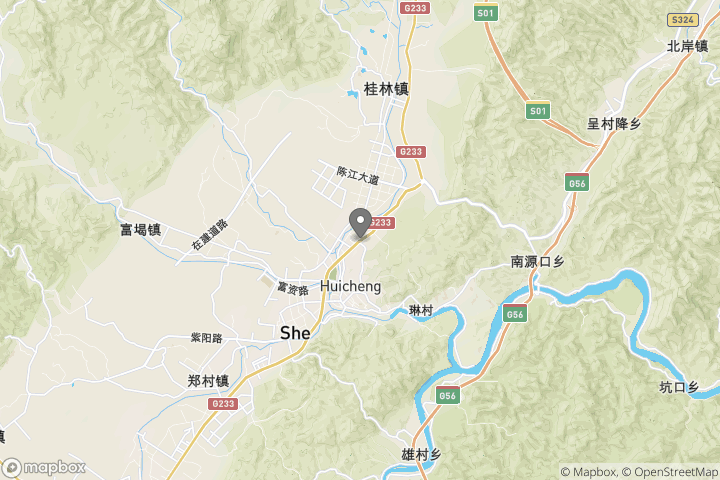 G233
S01
S324
北岸镇
桂林镇
S01
呈村降乡
G233
陈江大道
G56
富堨镇
在建道路
G233
南源口乡
富资路
Huicheng
琳村
G56
She
紫阳路
郑村镇
坑口乡
G233
G56
镇
雄村乡
mapbox
© Mapbox, © OpenStreetMap